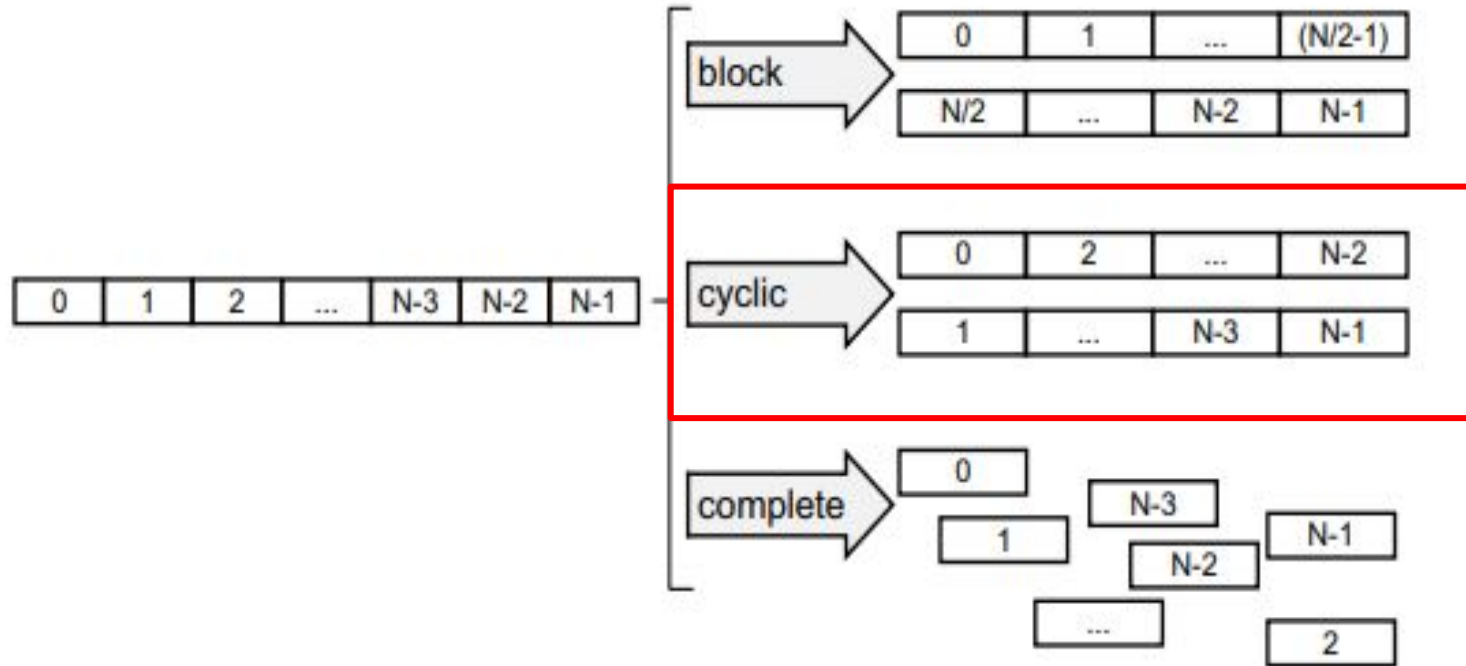 0 1 2 ... N-3 N-2 N-1
block
0 1 ... (N/2-1)
N/2 ... N-2 N-1
cyclic
0 2 ... N-2
1 ... N-3 N-1
complete
0
N-3
1
N-1
N-2
...
2